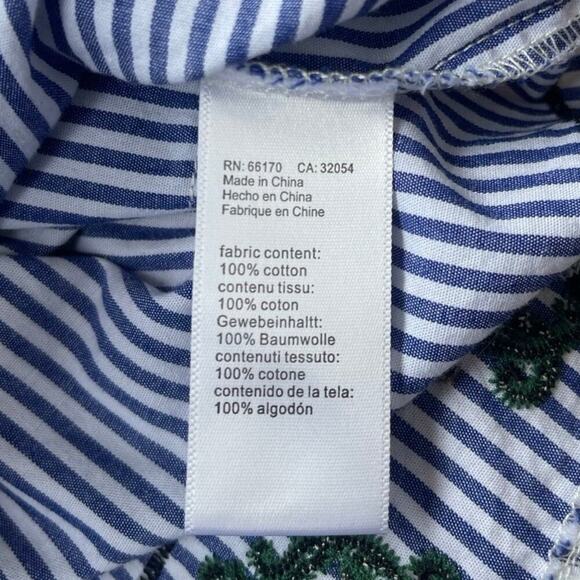 RN: 66170 CA: 32054
Made in China
Hecho en China
Fabrique en Chine
fabric content:
100% cotton
contenu tissu:
100% coton
Gewebeinhaltt:
100% Baumwolle
contenuti tessuto:
100% cotone
contenido de la tela:
100% algodón